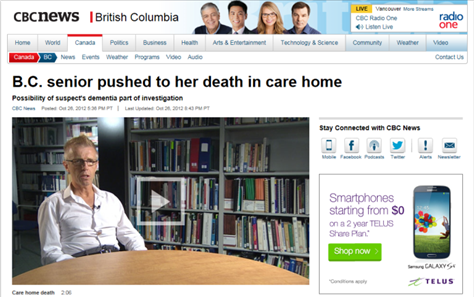 CBCnews | British Columbia
LIVE Vancouver More Streams
CBC Radio One
Listen Live
radio one
Home World Canada Politics Business Health Arts & Entertainment Technology & Science Community Weather Video
Canada BC News Events Weather Programs Video Audio Contact Us
B.C. senior pushed to her death in care home
Possibility of suspect's dementia part of investigation
CBC News Posted: Oct 26, 2012 5:36 PM PT | Last Updated: Oct 26, 2012 8:43 PM PT
Stay Connected with CBC News
Mobile Facebook Podcasts Twitter Alerts Newsletter
Smartphones
starting from $0
on a 2 year TELUS
Share Plan.*
Shop now >
Samsung GALAXY S4
*Conditions apply
TELUS
Care home death 2:06